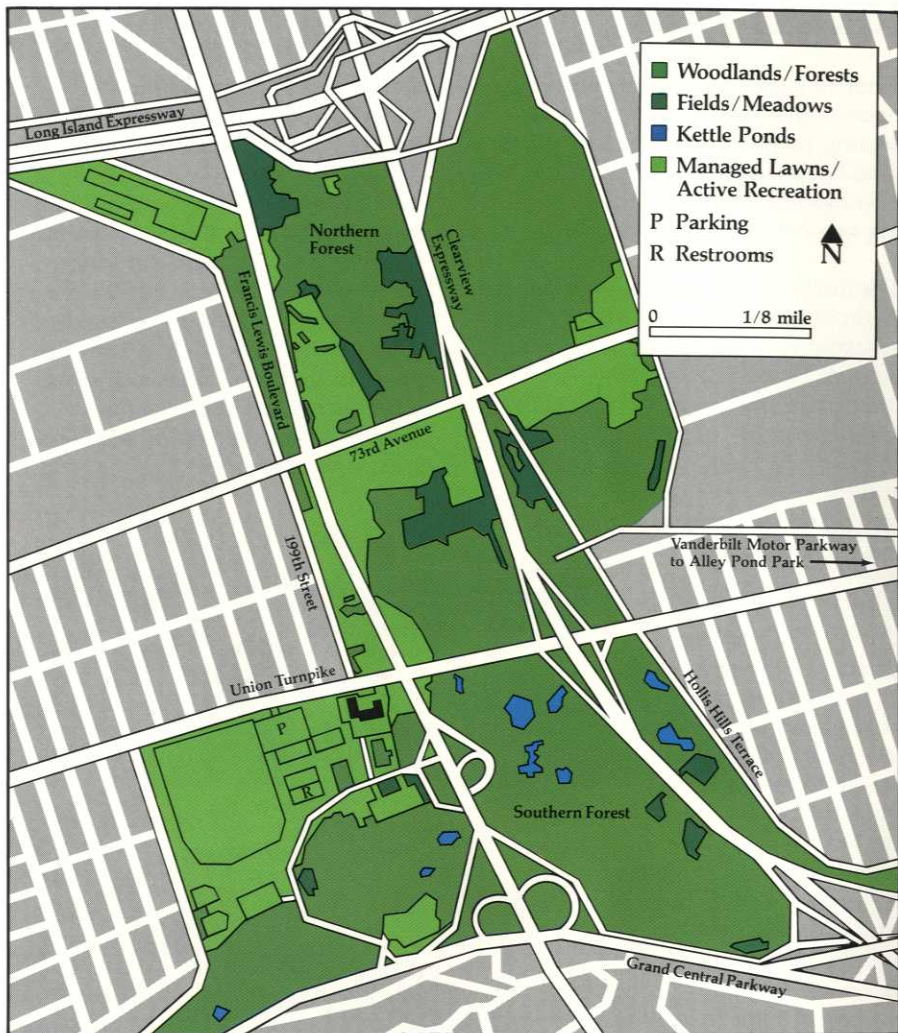 Woodlands/Forests
Fields/Meadows
Kettle Ponds
Managed Lawns/
Active Recreation
P Parking
R Restrooms
N
0 1/8 mile
Long Island Expressway
Northern
Forest
Clearview
Expressway
Francis Lewis Boulevard
73rd Avenue
199th Street
Vanderbilt Motor Parkway
to Alley Pond Park
Union Turnpike
Hollis Hills
Terrace
P
R
Southern Forest
Grand Central Parkway